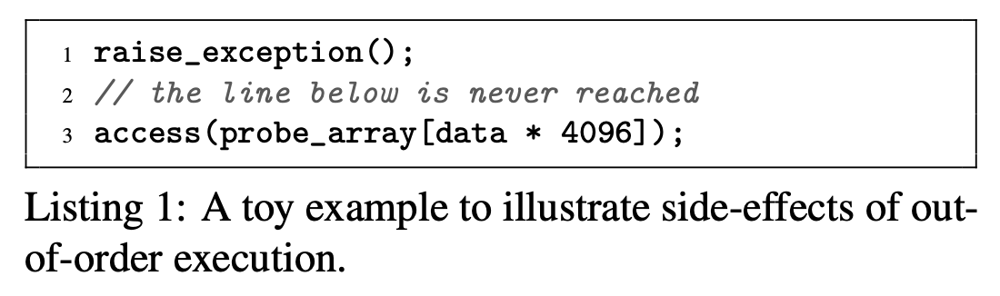 1 raise_exception();
2 // the line below is never reached
3 access(probe_array[data * 4096]);
Listing 1: A toy example to illustrate side-effects of out-
of-order execution.